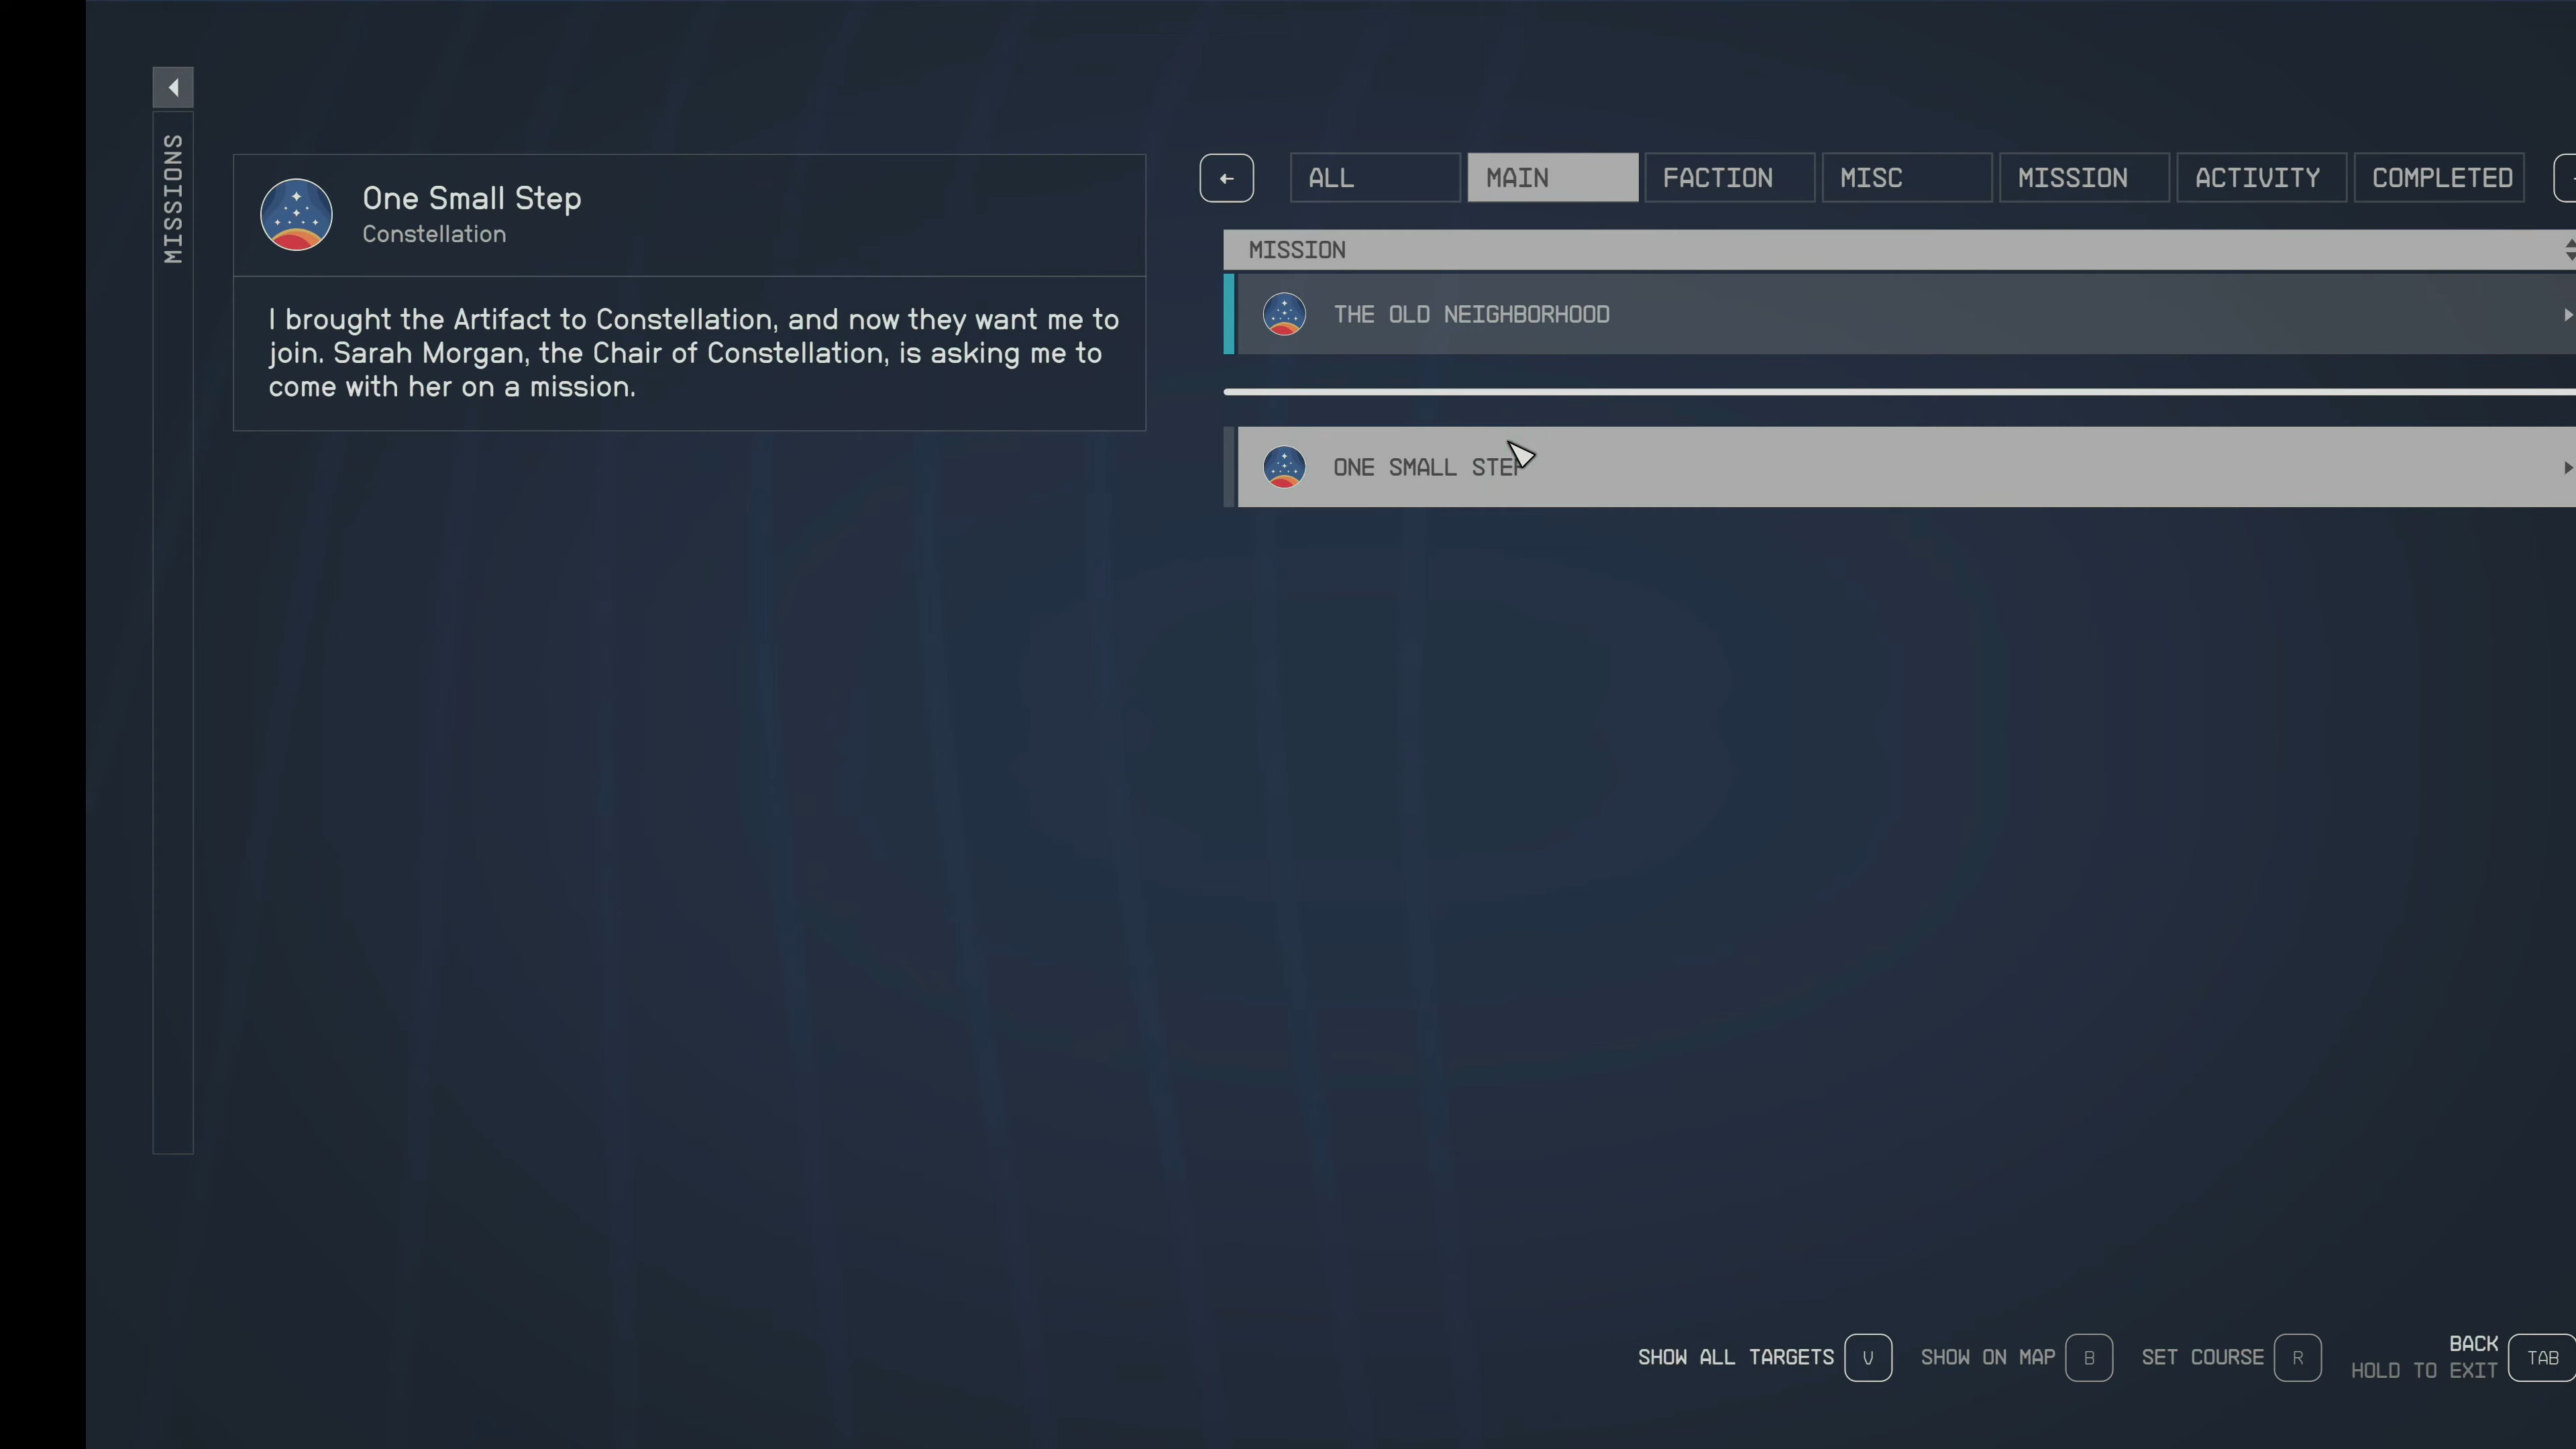 MISSIONS
One Small Step
Constellation
I brought the Artifact to Constellation, and now they want me to
join. Sarah Morgan, the Chair of Constellation, is asking me to
come with her on a mission.
ALL MAIN FACTION MISC MISSION ACTIVITY COMPLETED
MISSION
THE OLD NEIGHBORHOOD
ONE SMALL STEP
SHOW ALL TARGETS V SHOW ON MAP B SET COURSE R BACK TAB
HOLD TO EXIT